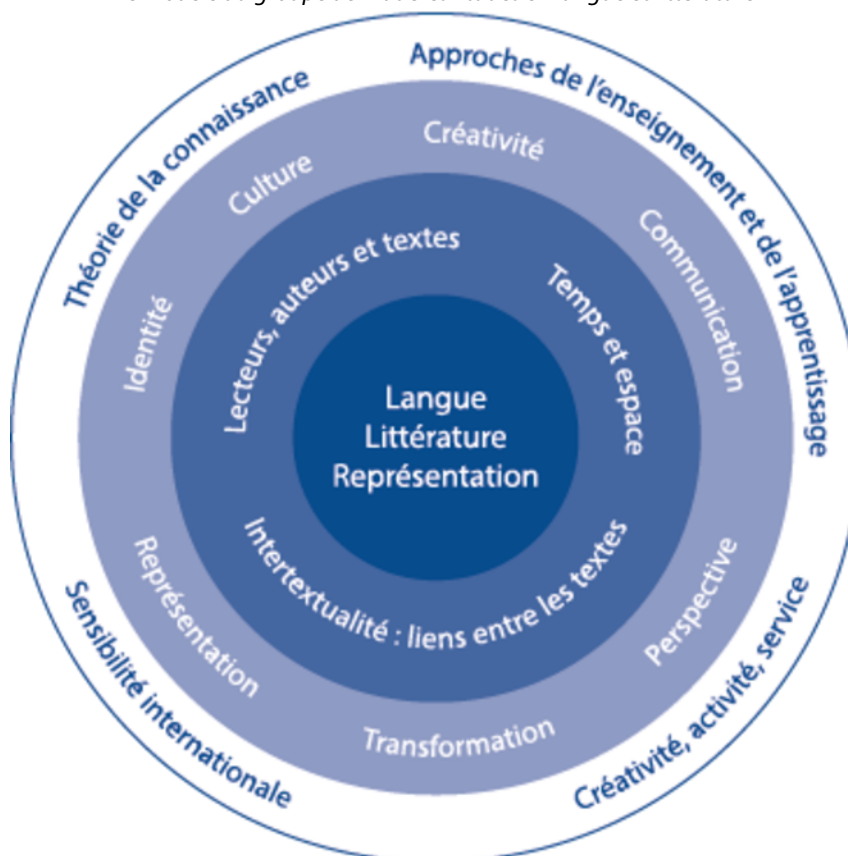 Théorie de la connaissance
Approches de l'enseignement et de l'apprentissage
Créativité, activité, service
Sensibilité internationale
Identité
Culture
Créativité
Communication
Perspective
Transformation
Représentation
Lecteurs, auteurs et textes
Temps et espace
Intertextualité : liens entre les textes
Langue
Littérature
Représentation